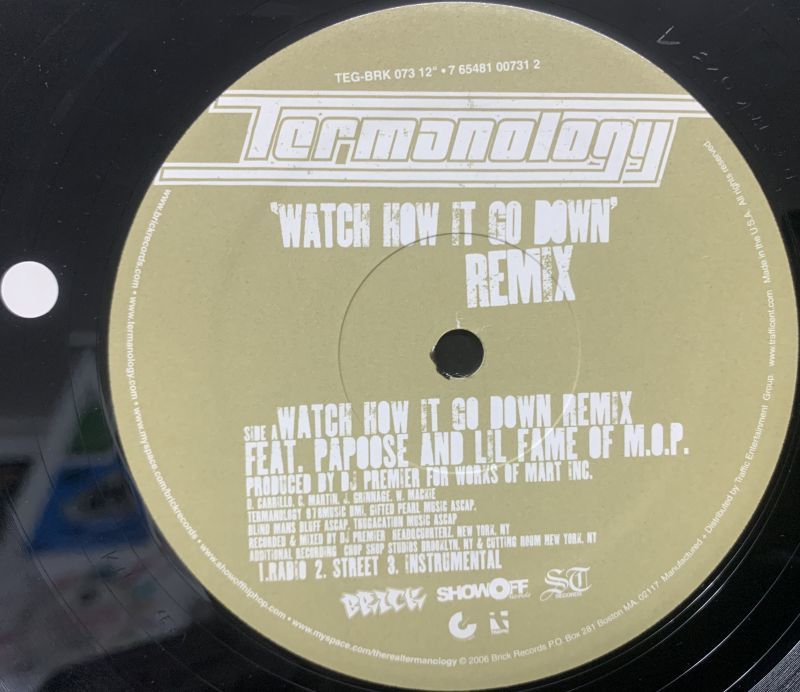 TEG-BRK 073 12" • 7 65481 00731 2
Termanology
'WATCH HOW IT GO DOWN'
REMIX
SIDE A WATCH HOW IT GO DOWN REMIX
FEAT. PAPOOSE AND LIL FAME OF M.O.P.
PRODUCED BY DJ PREMIER FOR WORKS OF MART INC.
D. CARRILLO, C. MARTIN, J. GRINNAGE, W. MACKIE
TERMANOLOGY OTOMUSIC BMI, GIFTED PEARL MUSIC ASCAP,
BLIND MANS BLUFF ASCAP, THUGACATION MUSIC ASCAP
RECORDED & MIXED BY DJ PREMIER HEADQCOURTERZ, NEW YORK, NY
ADDITIONAL RECORDING CHOP SHOP STUDIOS BROOKLYN, NY & CUTTING ROOM NEW YORK, NY
1.RADIO 2. STREET 3. INSTRUMENTAL
BRICK SHOWOFF ST
www.brickrecords.com • www.termanology.com • www.myspace.com/brickrecords • www.showoffhiphop.com • www.myspace.com/therealtermanology © 2006 Brick Records P.O. Box 281 Boston MA. 02117 Manufactured + Distributed by Traffic Entertainment Group www.trafficent.com Made in the U.S.A. All rights reserved.